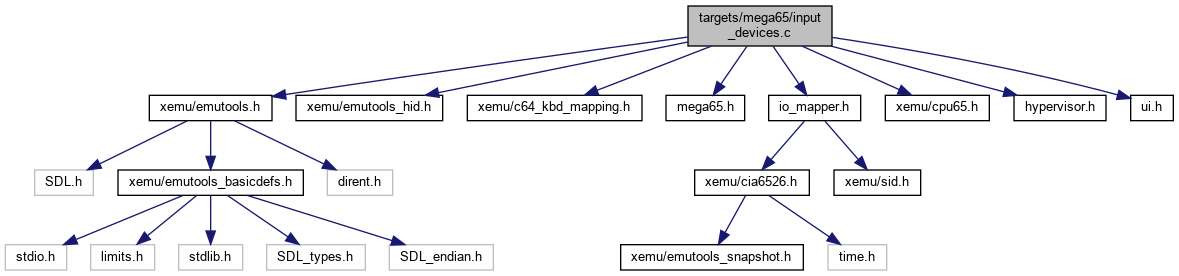 targets/mega65/input
_devices.c
xemu/emutools.h
xemu/emutools_hid.h
xemu/c64_kbd_mapping.h
mega65.h
io_mapper.h
xemu/cpu65.h
hypervisor.h
ui.h
SDL.h
xemu/emutools_basicdefs.h
dirent.h
xemu/cia6526.h
xemu/sid.h
stdio.h
limits.h
stdlib.h
SDL_types.h
SDL_endian.h
xemu/emutools_snapshot.h
time.h